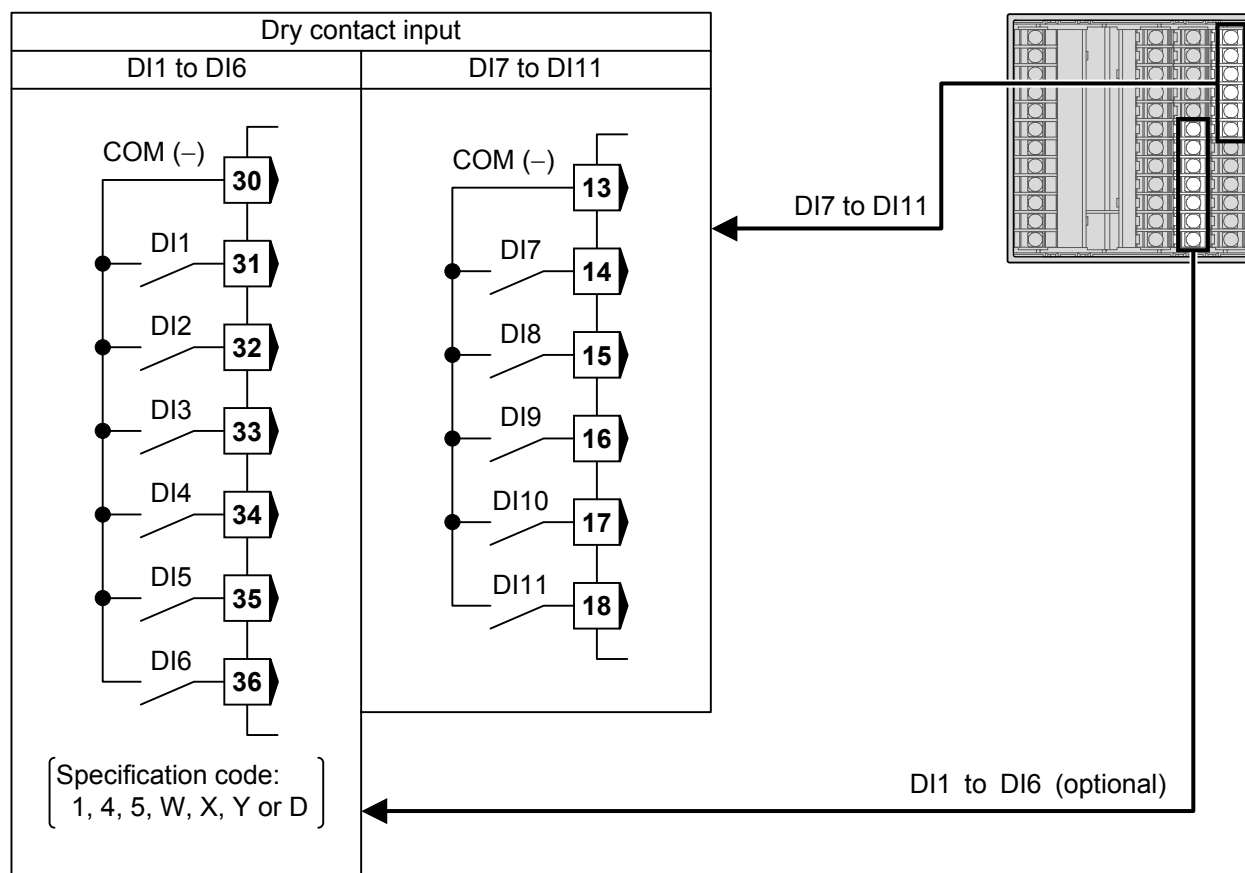 Dry contact input
DI1 to DI6
DI7 to DI11
COM (−)
30
DI1
31
DI2
32
DI3
33
DI4
34
DI5
35
DI6
36
Specification code:
1, 4, 5, W, X, Y or D
COM (−)
13
DI7
14
DI8
15
DI9
16
DI10
17
DI11
18
DI7 to DI11
DI1 to DI6 (optional)